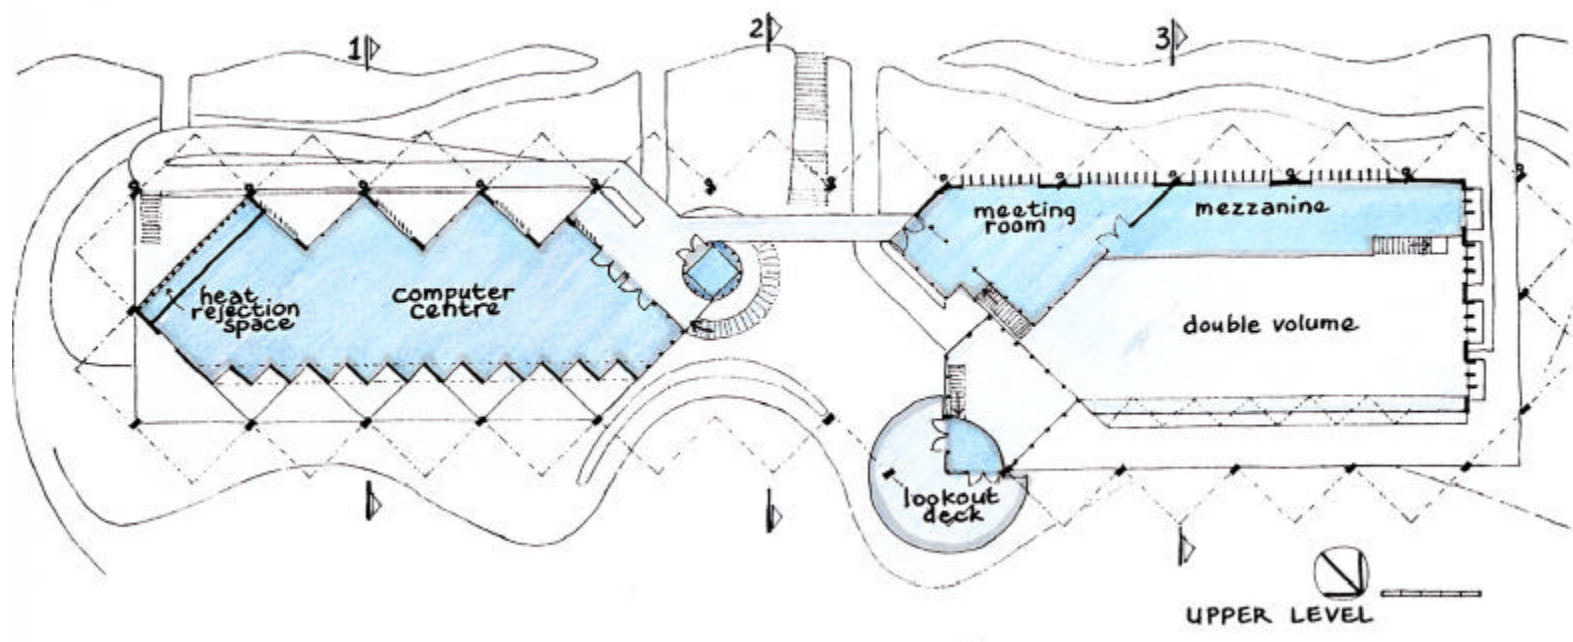 1
2
3
heat
rejection
space
computer
centre
meeting
room
mezzanine
double volume
lookout
deck
UPPER LEVEL